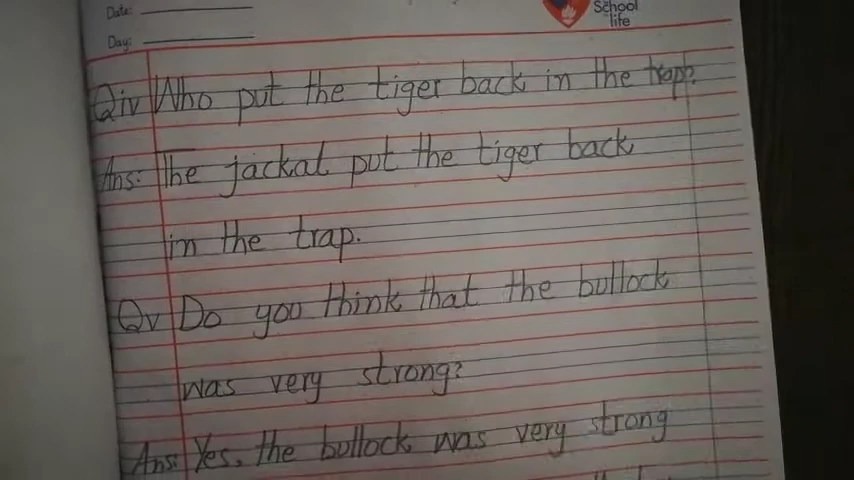 Date:
School
life
Day:
Qiv Who put the tiger back in the trap?
Ans: The jackal put the tiger back
in the trap.
Qv Do you think that the bullock
was very strong?
Ans: Yes, the bullock was very strong